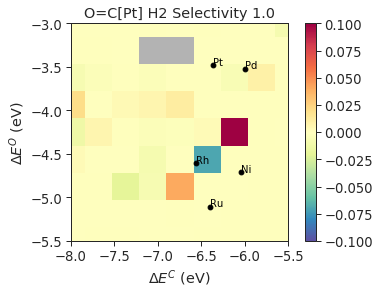 O=C[Pt] H2 Selectivity 1.0
−3.0
−3.5
−4.0
−4.5
−5.0
−5.5
ΔE^O (eV)
Pt
Pd
Rh
Ni
Ru
−8.0 −7.5 −7.0 −6.5 −6.0 −5.5
ΔE^C (eV)
0.100
0.075
0.050
0.025
0.000
−0.025
−0.050
−0.075
−0.100